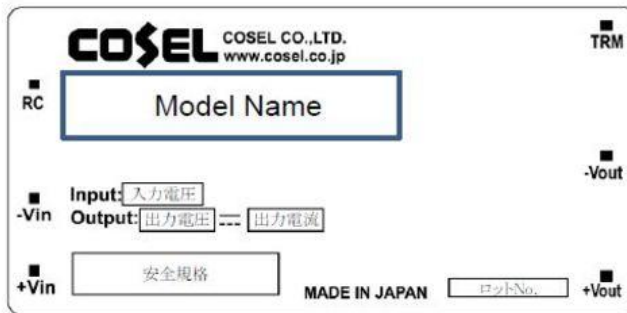 COSEL COSEL CO.,LTD.
www.cosel.co.jp
TRM
RC
Model Name
-Vout
-Vin
Input: 入力電圧
Output: 出力電圧 出力電流
+Vin
安全規格
MADE IN JAPAN
ロットNo.
+Vout